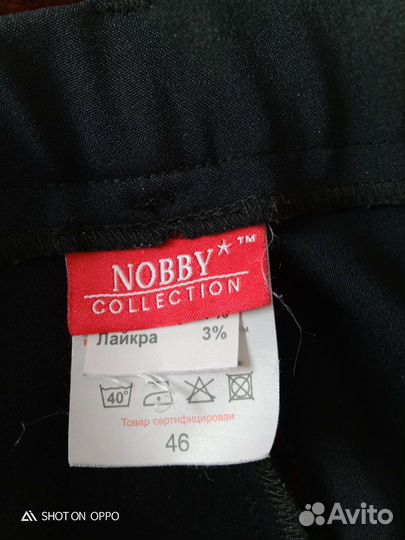 NOBBY*™
COLLECTION
Лайкра 3%
40°
Товар сертифицирован
46
SHOT ON OPPO
Avito